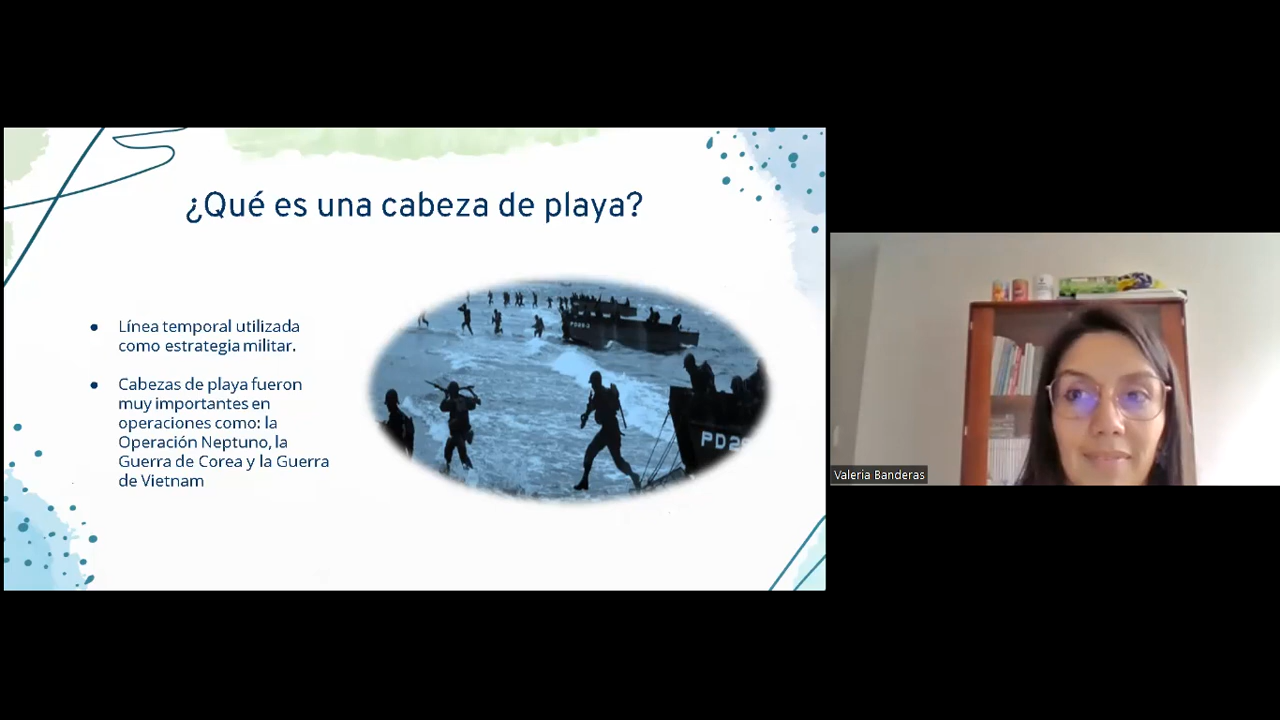 ¿Qué es una cabeza de playa?
● Línea temporal utilizada
como estrategia militar.
● Cabezas de playa fueron
muy importantes en
operaciones como: la
Operación Neptuno, la
Guerra de Corea y la Guerra
de Vietnam
Valeria Banderas